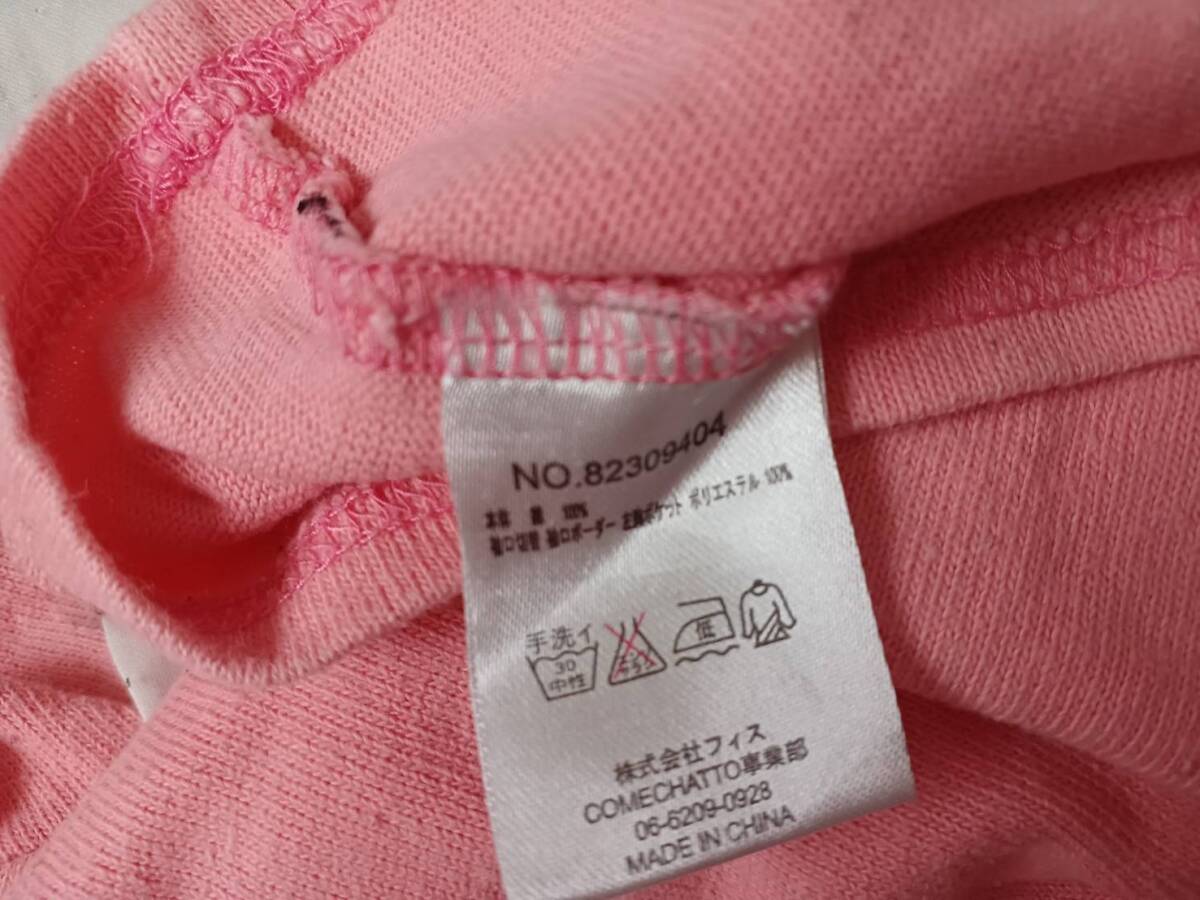 NO.82309404
本体 綿 100%
袖口切替 袖口ボーダー 左胸ポケット ポリエステル 100%
手洗イ
30
中性
低
株式会社フィス
COMECHATTO事業部
06-6209-0928
MADE IN CHINA